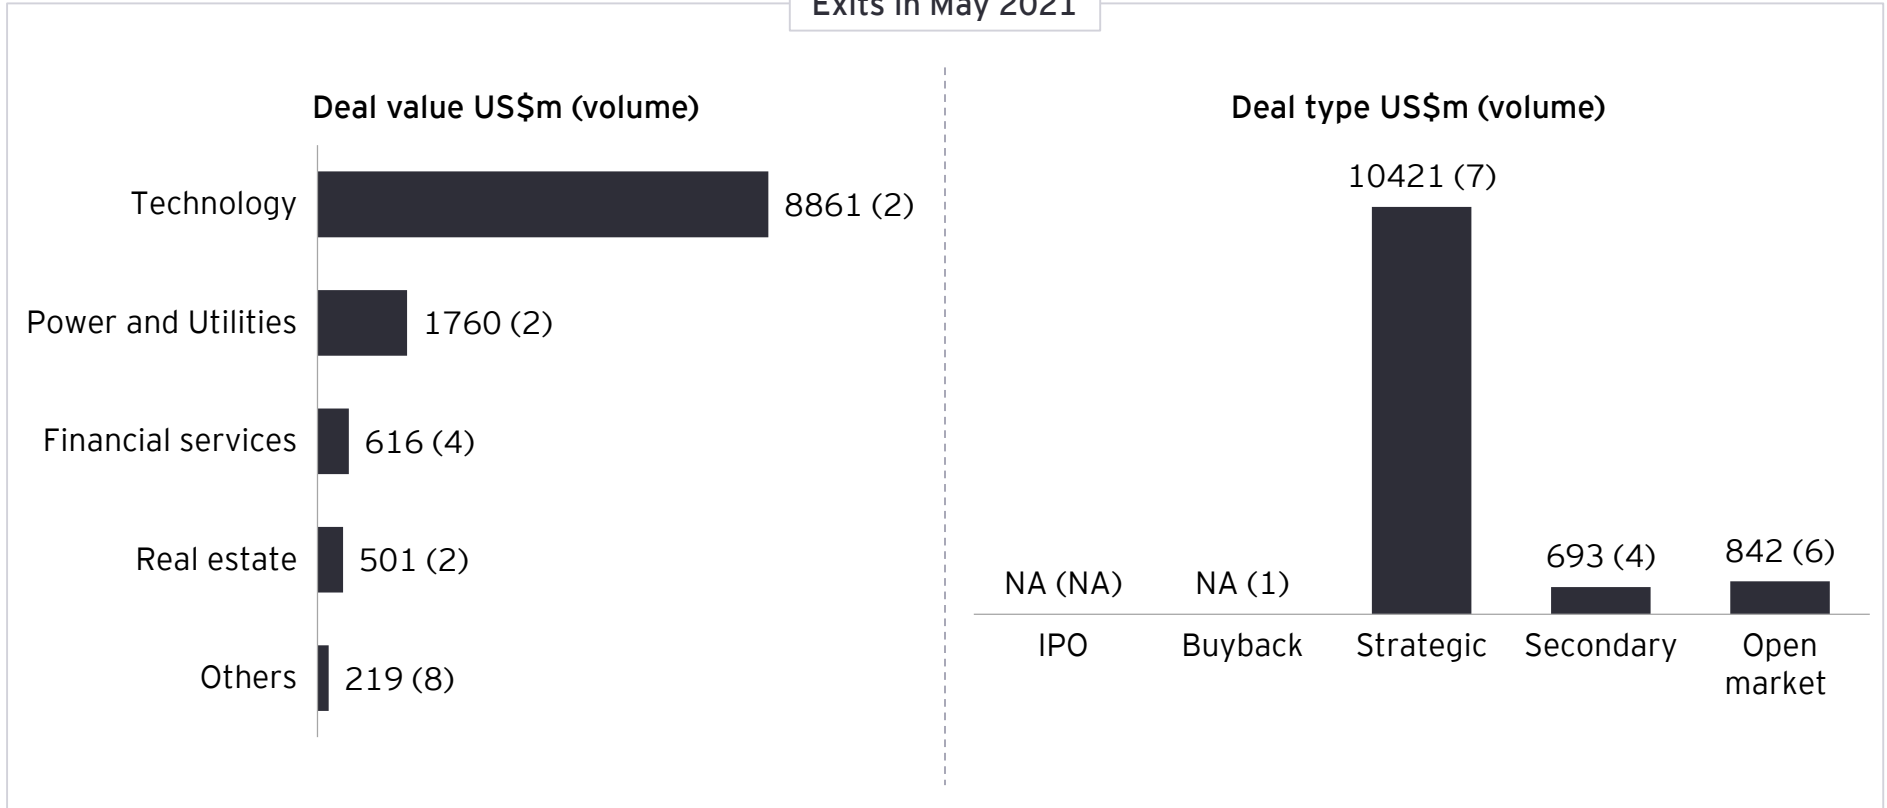 Exits in May 2021
Deal value US$m (volume)
Technology
8861 (2)
Power and Utilities
1760 (2)
Financial services
616 (4)
Real estate
501 (2)
Others
219 (8)
Deal type US$m (volume)
10421 (7)
693 (4)
842 (6)
NA (NA)
NA (1)
IPO
Buyback
Strategic
Secondary
Open
market